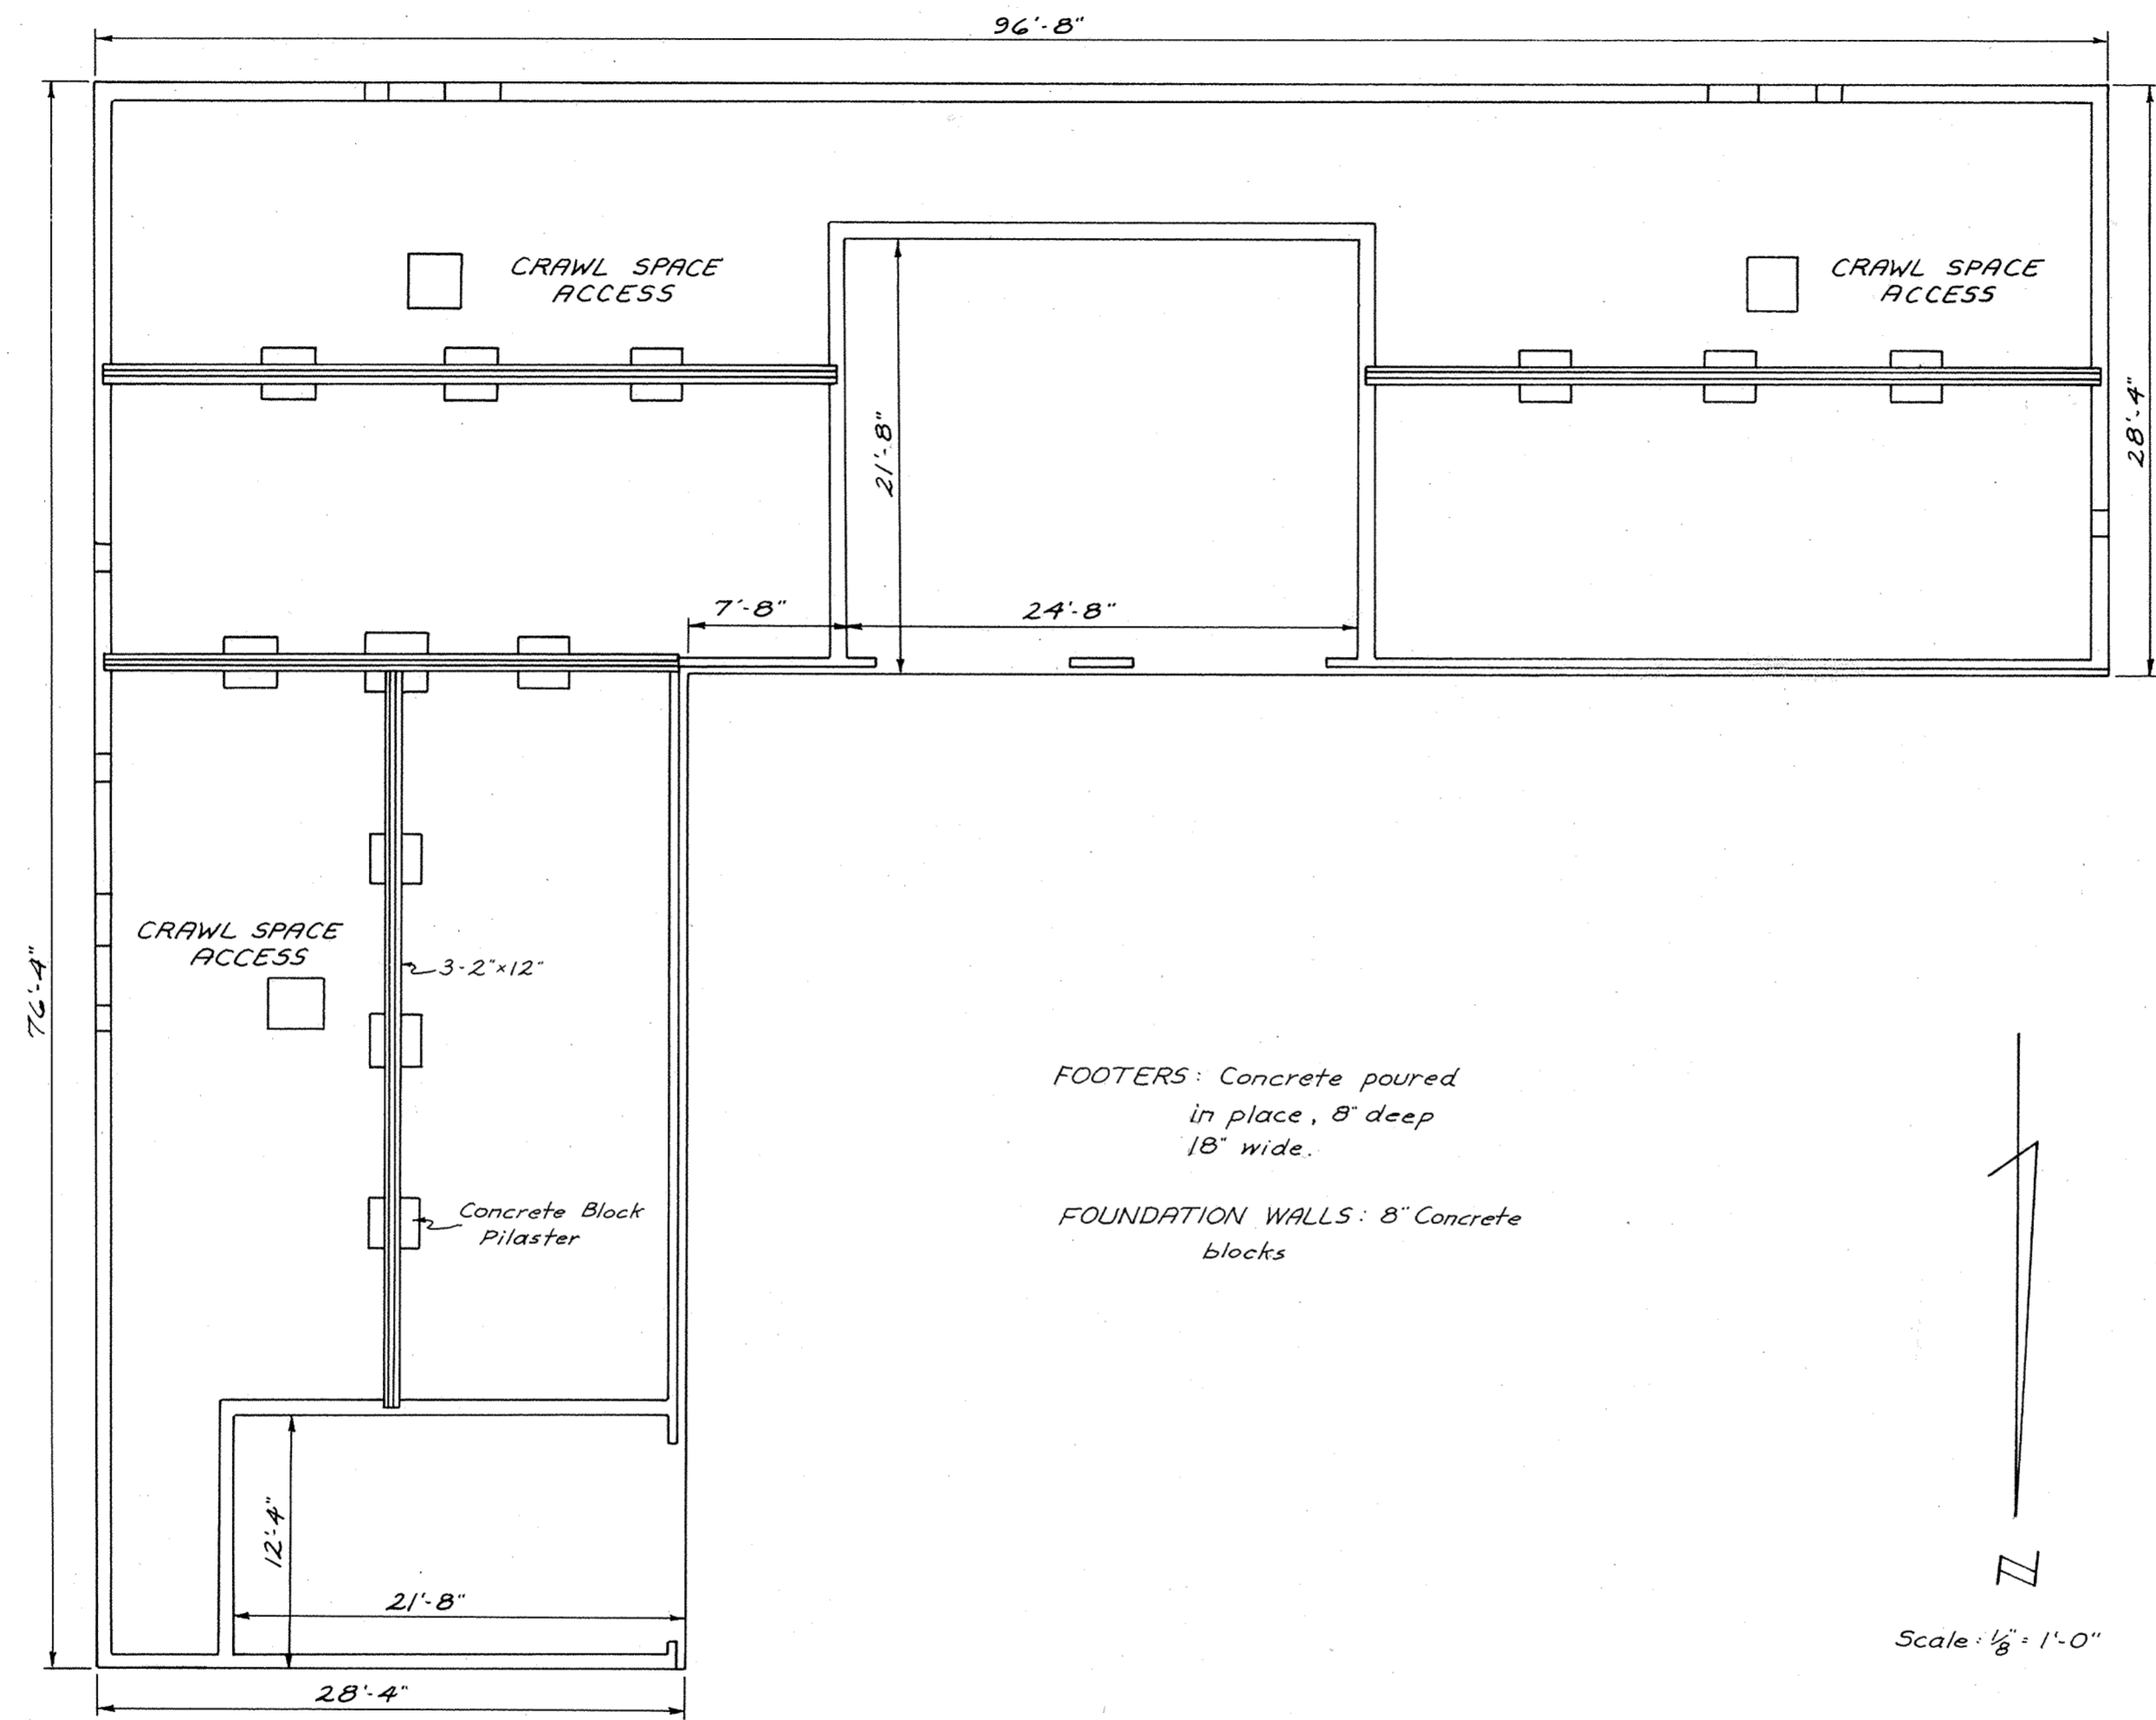 96'-8"
CRAWL SPACE
ACCESS
CRAWL SPACE
ACCESS
21'-8"
28'-4"
7'-8"
24'-8"
76'-4"
CRAWL SPACE
ACCESS
3-2"x12"
FOOTERS: Concrete poured
in place, 8" deep
18" wide.
Concrete Block
Pilaster
FOUNDATION WALLS: 8" Concrete
blocks
12'-4"
21'-8"
28'-4"
N
Scale: 1/8" = 1'-0"